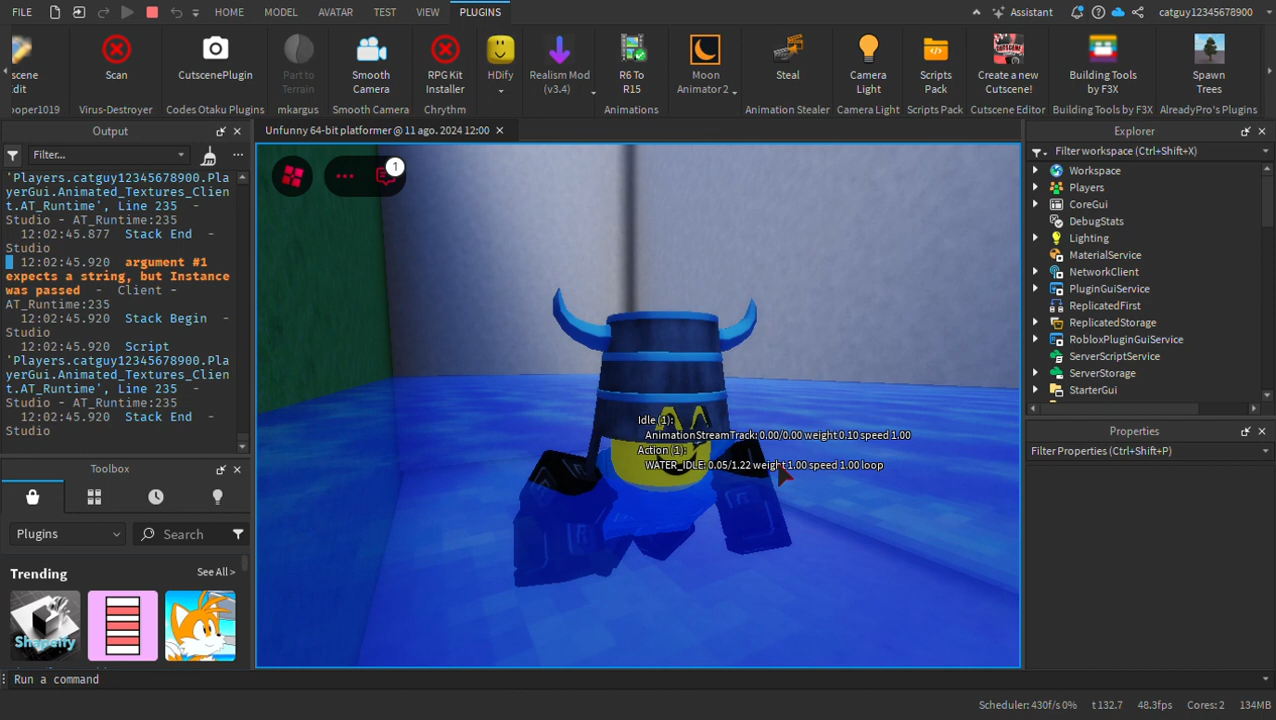 FILE HOME MODEL AVATAR TEST VIEW PLUGINS Assistant catguy12345678900
scene Scan CutscenePlugin Part to Smooth RPG Kit HDify Realism Mod R6 To Moon Steal Camera Scripts Create a new Building Tools Spawn
dit Terrain Camera Installer (v3.4) R15 Animator 2 Light Pack Cutscene! by F3X Trees
ooper1019 Virus-Destroyer Codes Otaku Plugins mkargus Smooth Camera Chrythm Animations Animation Stealer Camera Light Scripts Pack Cutscene Editor Building Tools by F3X AlreadyPro's Plugins
Output
Filter...
'Players.catguy12345678900.Pla
yerGui.Animated_Textures_Clien
t.AT_Runtime', Line 235 -
Studio - AT_Runtime:235
12:02:45.877 Stack End -
Studio
12:02:45.920 argument #1
expects a string, but Instance
was passed - Client -
AT_Runtime:235
12:02:45.920 Stack Begin -
Studio
12:02:45.920 Script
'Players.catguy12345678900.Pla
yerGui.Animated_Textures_Clien
t.AT_Runtime', Line 235 -
Studio - AT_Runtime:235
12:02:45.920 Stack End -
Studio
Toolbox
Plugins Search
Trending See All >
Shapeify
Unfunny 64-bit platformer @ 11 ago. 2024 12:00
1
Idle (1):
AnimationStreamTrack: 0.00/0.00 weight 0.10 speed 1.00
Action (1):
WATER_IDLE: 0.05/1.22 weight 1.00 speed 1.00 loop
Explorer
Filter workspace (Ctrl+Shift+X)
Workspace
Players
CoreGui
DebugStats
Lighting
MaterialService
NetworkClient
PluginGuiService
ReplicatedFirst
ReplicatedStorage
RobloxPluginGuiService
ServerScriptService
ServerStorage
StarterGui
Properties
Filter Properties (Ctrl+Shift+P)
Run a command
Scheduler: 430f/s 0% t 132.7 48.3fps Cores: 2 134MB